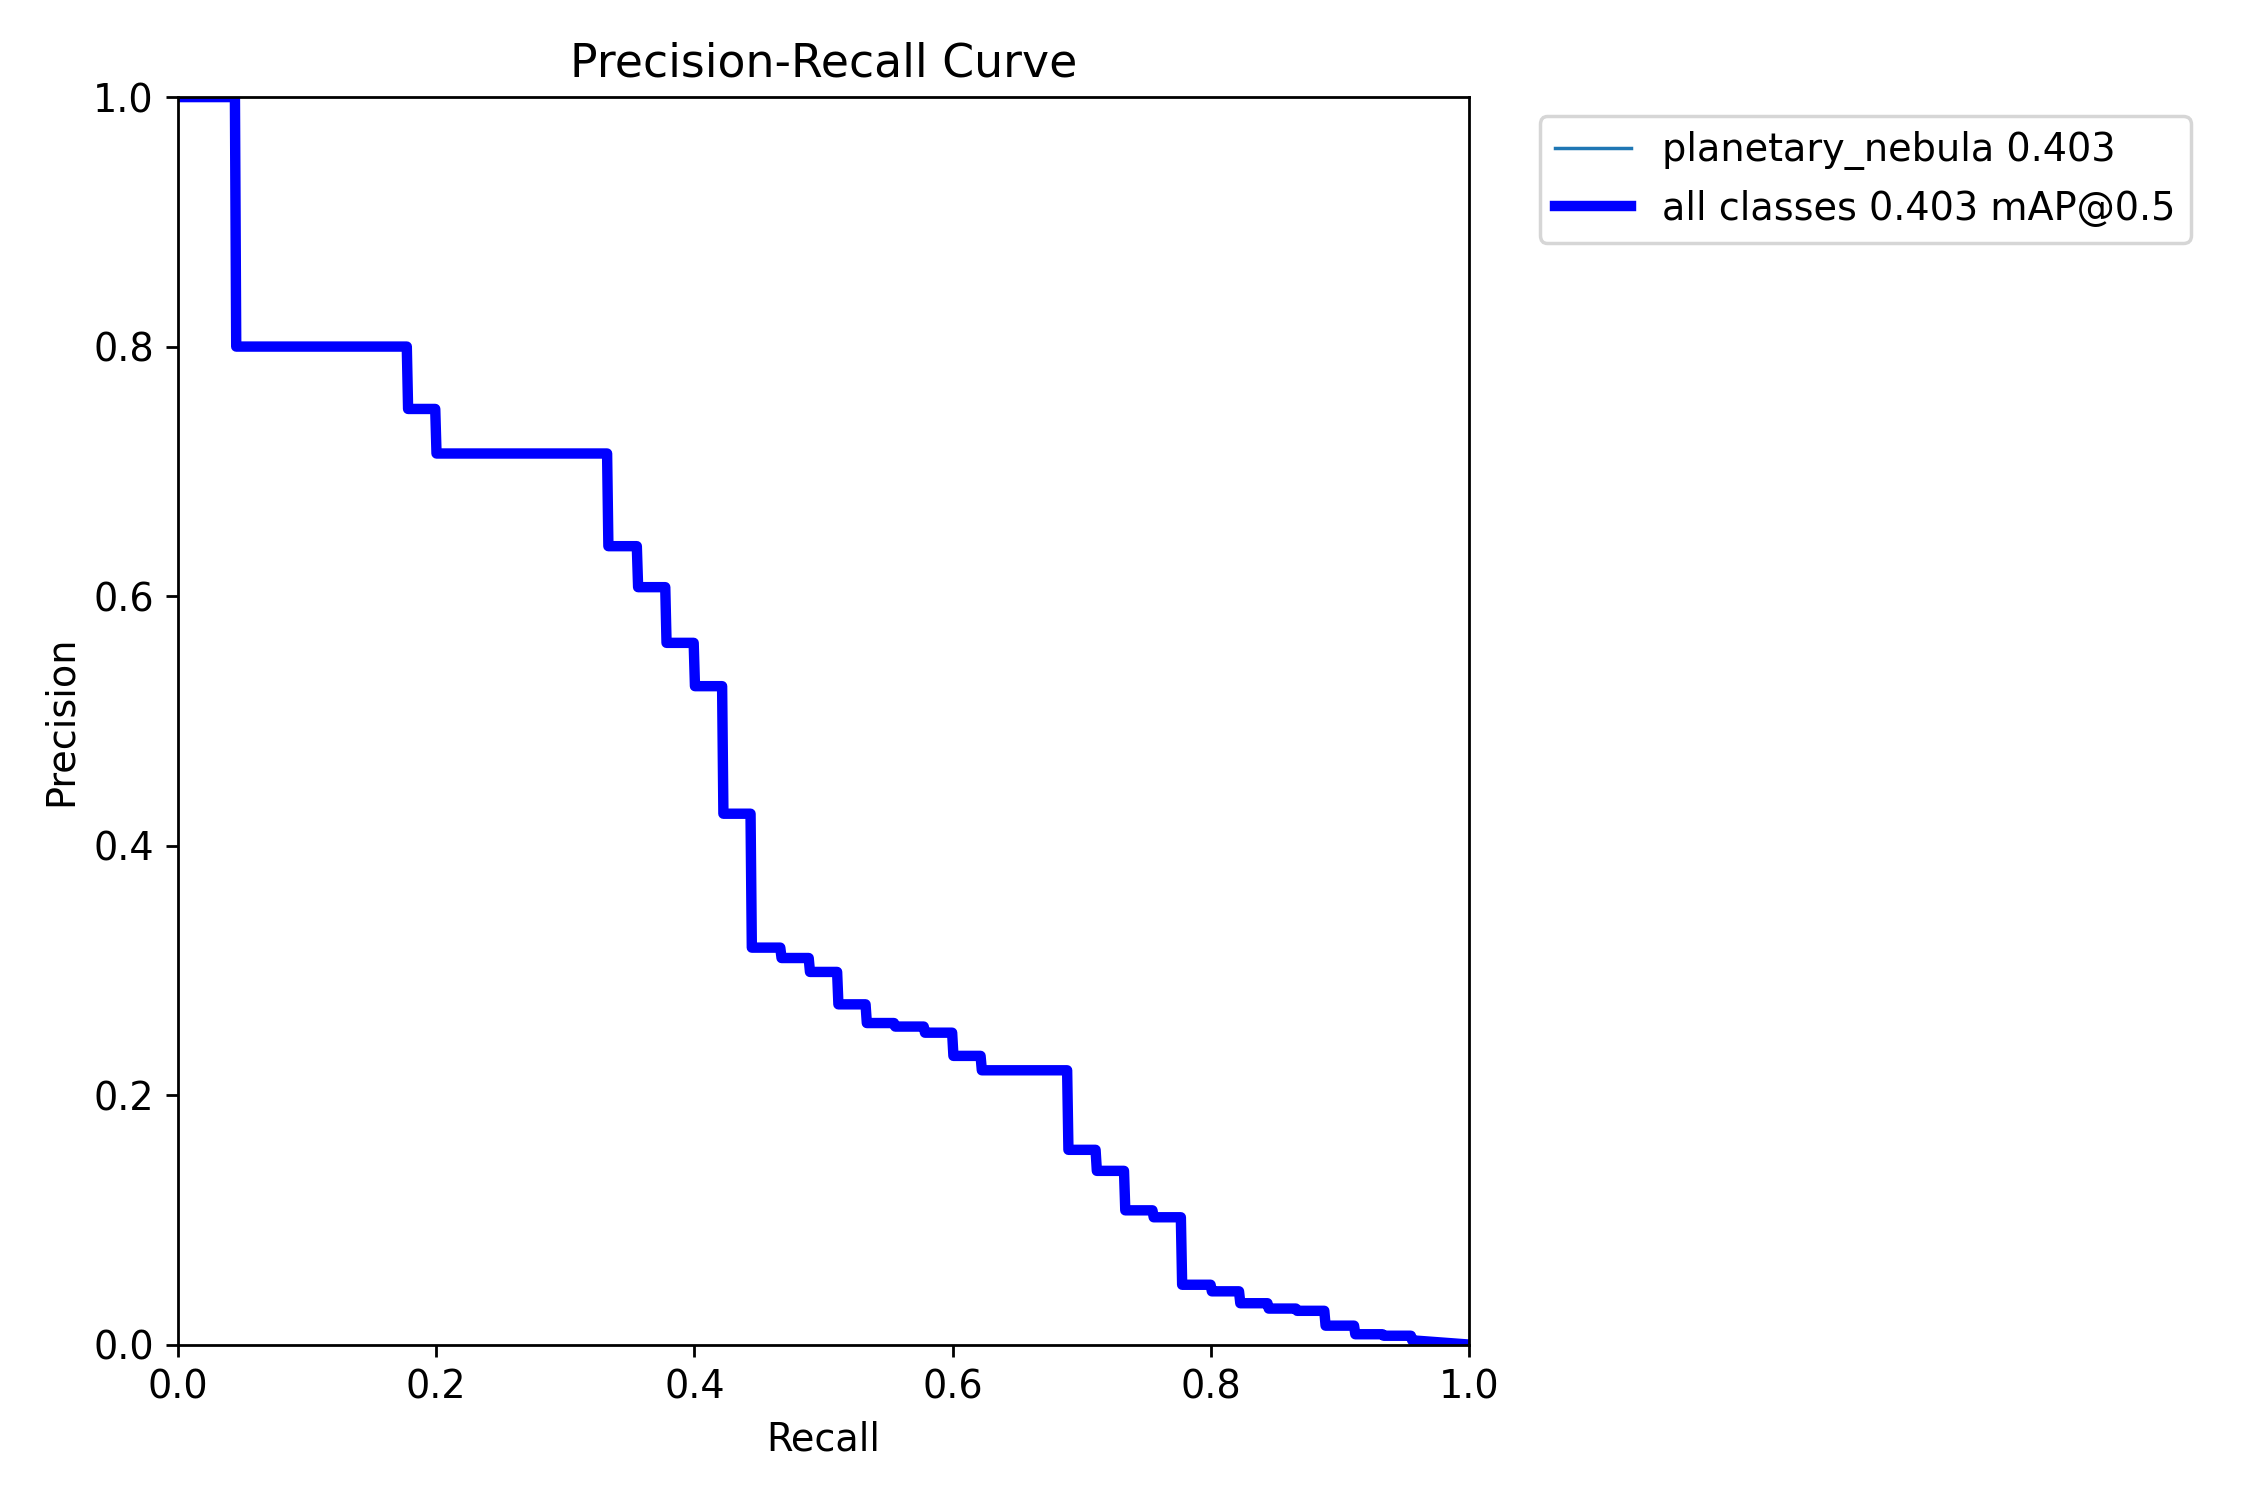 Precision-Recall Curve
planetary_nebula 0.403
all classes 0.403 mAP@0.5
Precision
1.0
0.8
0.6
0.4
0.2
0.0
0.0 0.2 0.4 0.6 0.8 1.0
Recall